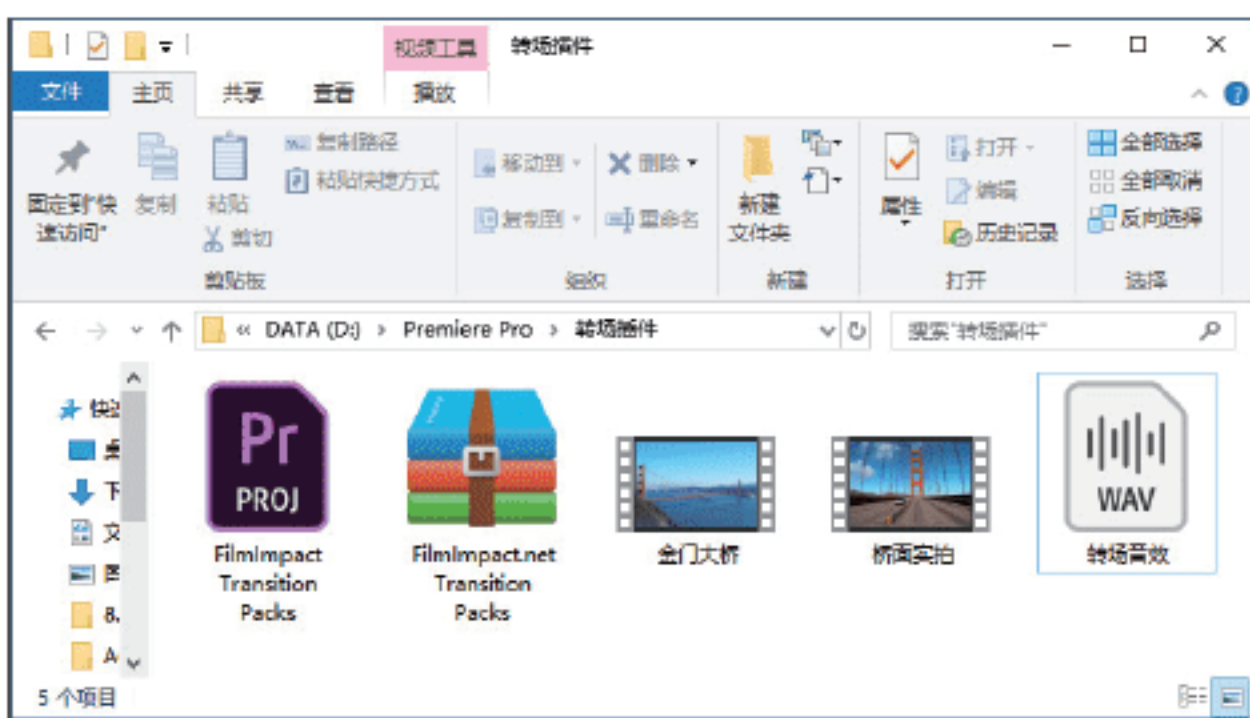 视频工具 转场插件
文件 主页 共享 查看 播放
固定到"快速访问"
复制
粘贴
复制路径
粘贴快捷方式
剪切
剪贴板
移动到
复制到
删除
重命名
组织
新建
文件夹
新建
属性
打开
编辑
历史记录
打开
全部选择
全部取消
反向选择
选择
« DATA (D:) > Premiere Pro > 转场插件
搜索"转场插件"
快速
下
文
8.
PROJ
Pr
FilmImpact
Transition
Packs
FilmImpact.net
Transition
Packs
金门大桥
桥面实拍
WAV
转场音效
5 个项目